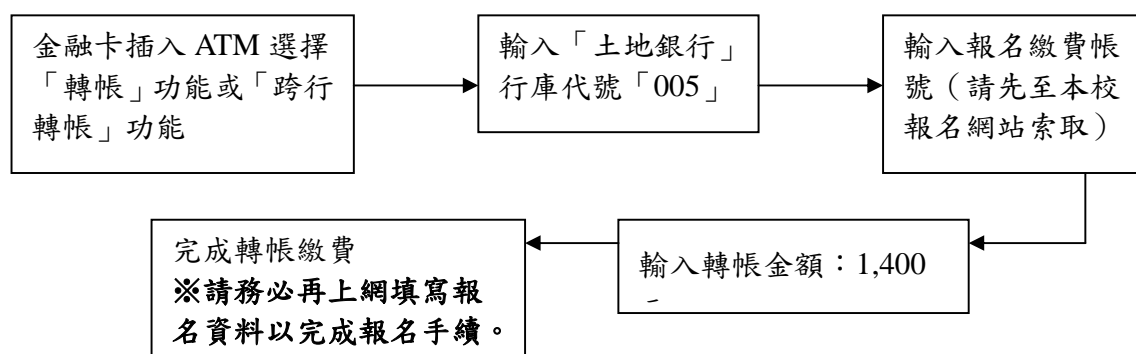 金融卡插入 ATM 選擇
「轉帳」功能或「跨行
轉帳」功能
輸入「土地銀行」
行庫代號「005」
輸入報名繳費帳
號（請先至本校
報名網站索取）
輸入轉帳金額：1,400
完成轉帳繳費
※請務必再上網填寫報
名資料以完成報名手續。